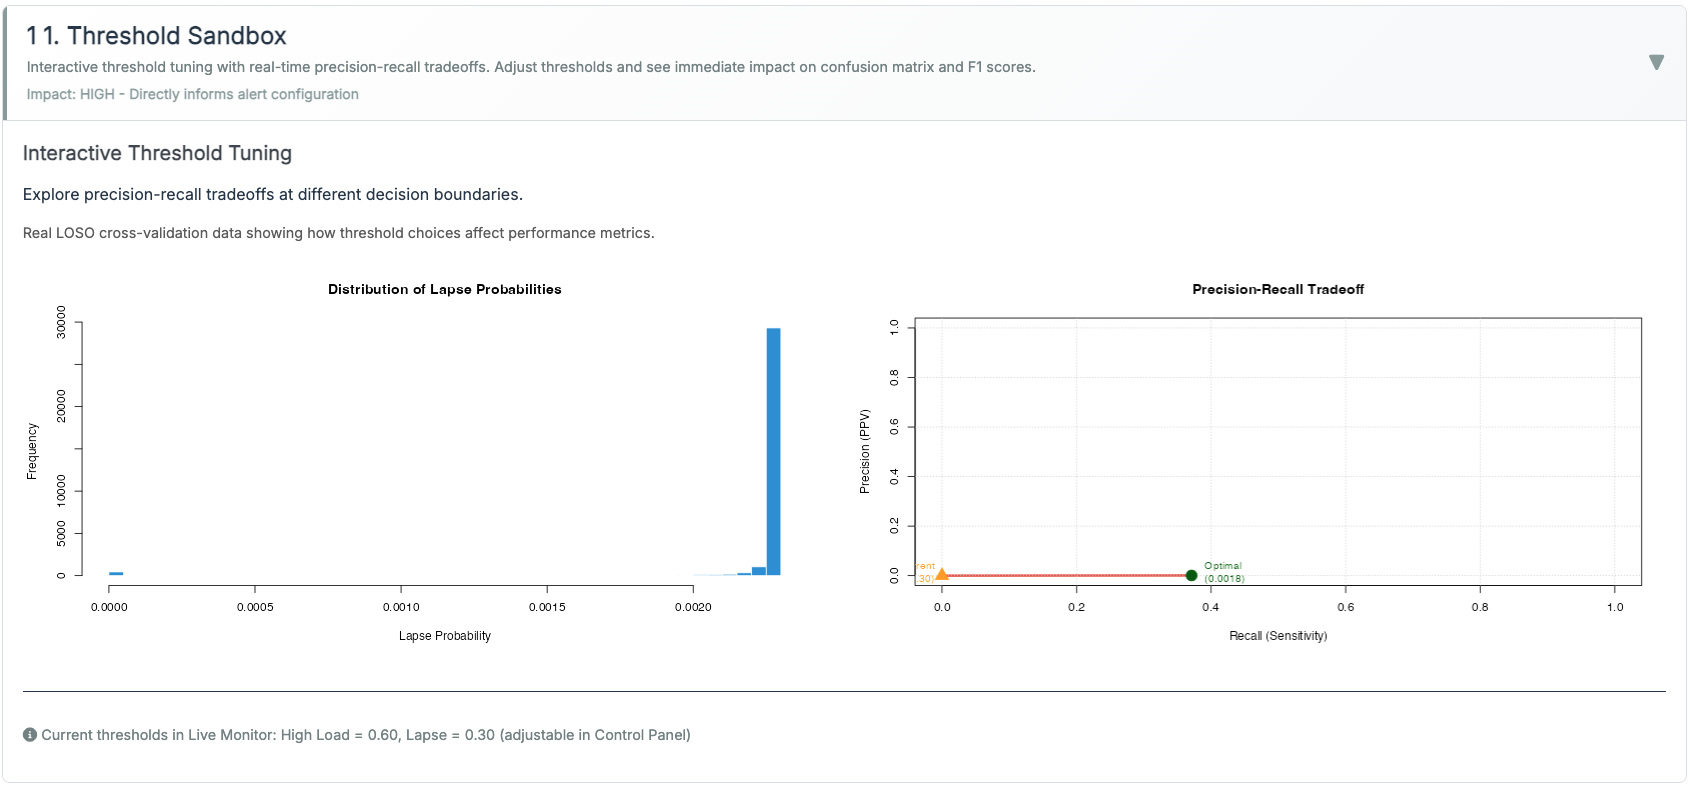 11. Threshold Sandbox
Interactive threshold tuning with real-time precision-recall tradeoffs. Adjust thresholds and see immediate impact on confusion matrix and F1 scores.
Impact: HIGH - Directly informs alert configuration
Interactive Threshold Tuning
Explore precision-recall tradeoffs at different decision boundaries.
Real LOSO cross-validation data showing how threshold choices affect performance metrics.
Distribution of Lapse Probabilities
Frequency
30000
20000
10000
5000
0
0.0000 0.0005 0.0010 0.0015 0.0020
Lapse Probability
Precision-Recall Tradeoff
Precision (PPV)
1.0
0.8
0.6
0.4
0.2
0.0
rent
.30)
Optimal
(0.0018)
0.0 0.2 0.4 0.6 0.8 1.0
Recall (Sensitivity)
Current thresholds in Live Monitor: High Load = 0.60, Lapse = 0.30 (adjustable in Control Panel)